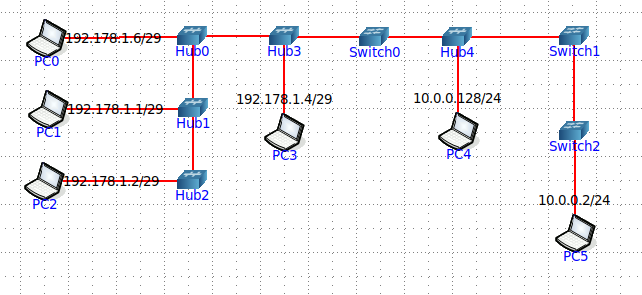 192.178.1.6/29
PC0
Hub0
Hub3
Switch0
Hub4
Switch1
192.178.1.1/29
PC1
Hub1
192.178.1.4/29
PC3
10.0.0.128/24
PC4
Switch2
192.178.1.2/29
PC2
Hub2
10.0.0.2/24
PC5